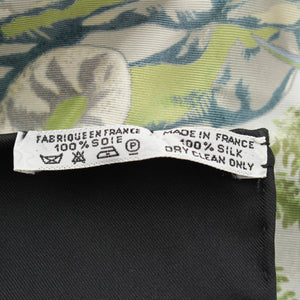 FABRIQUE EN FRANCE
100% SOIE
MADE IN FRANCE
100% SILK
DRY CLEAN ONLY